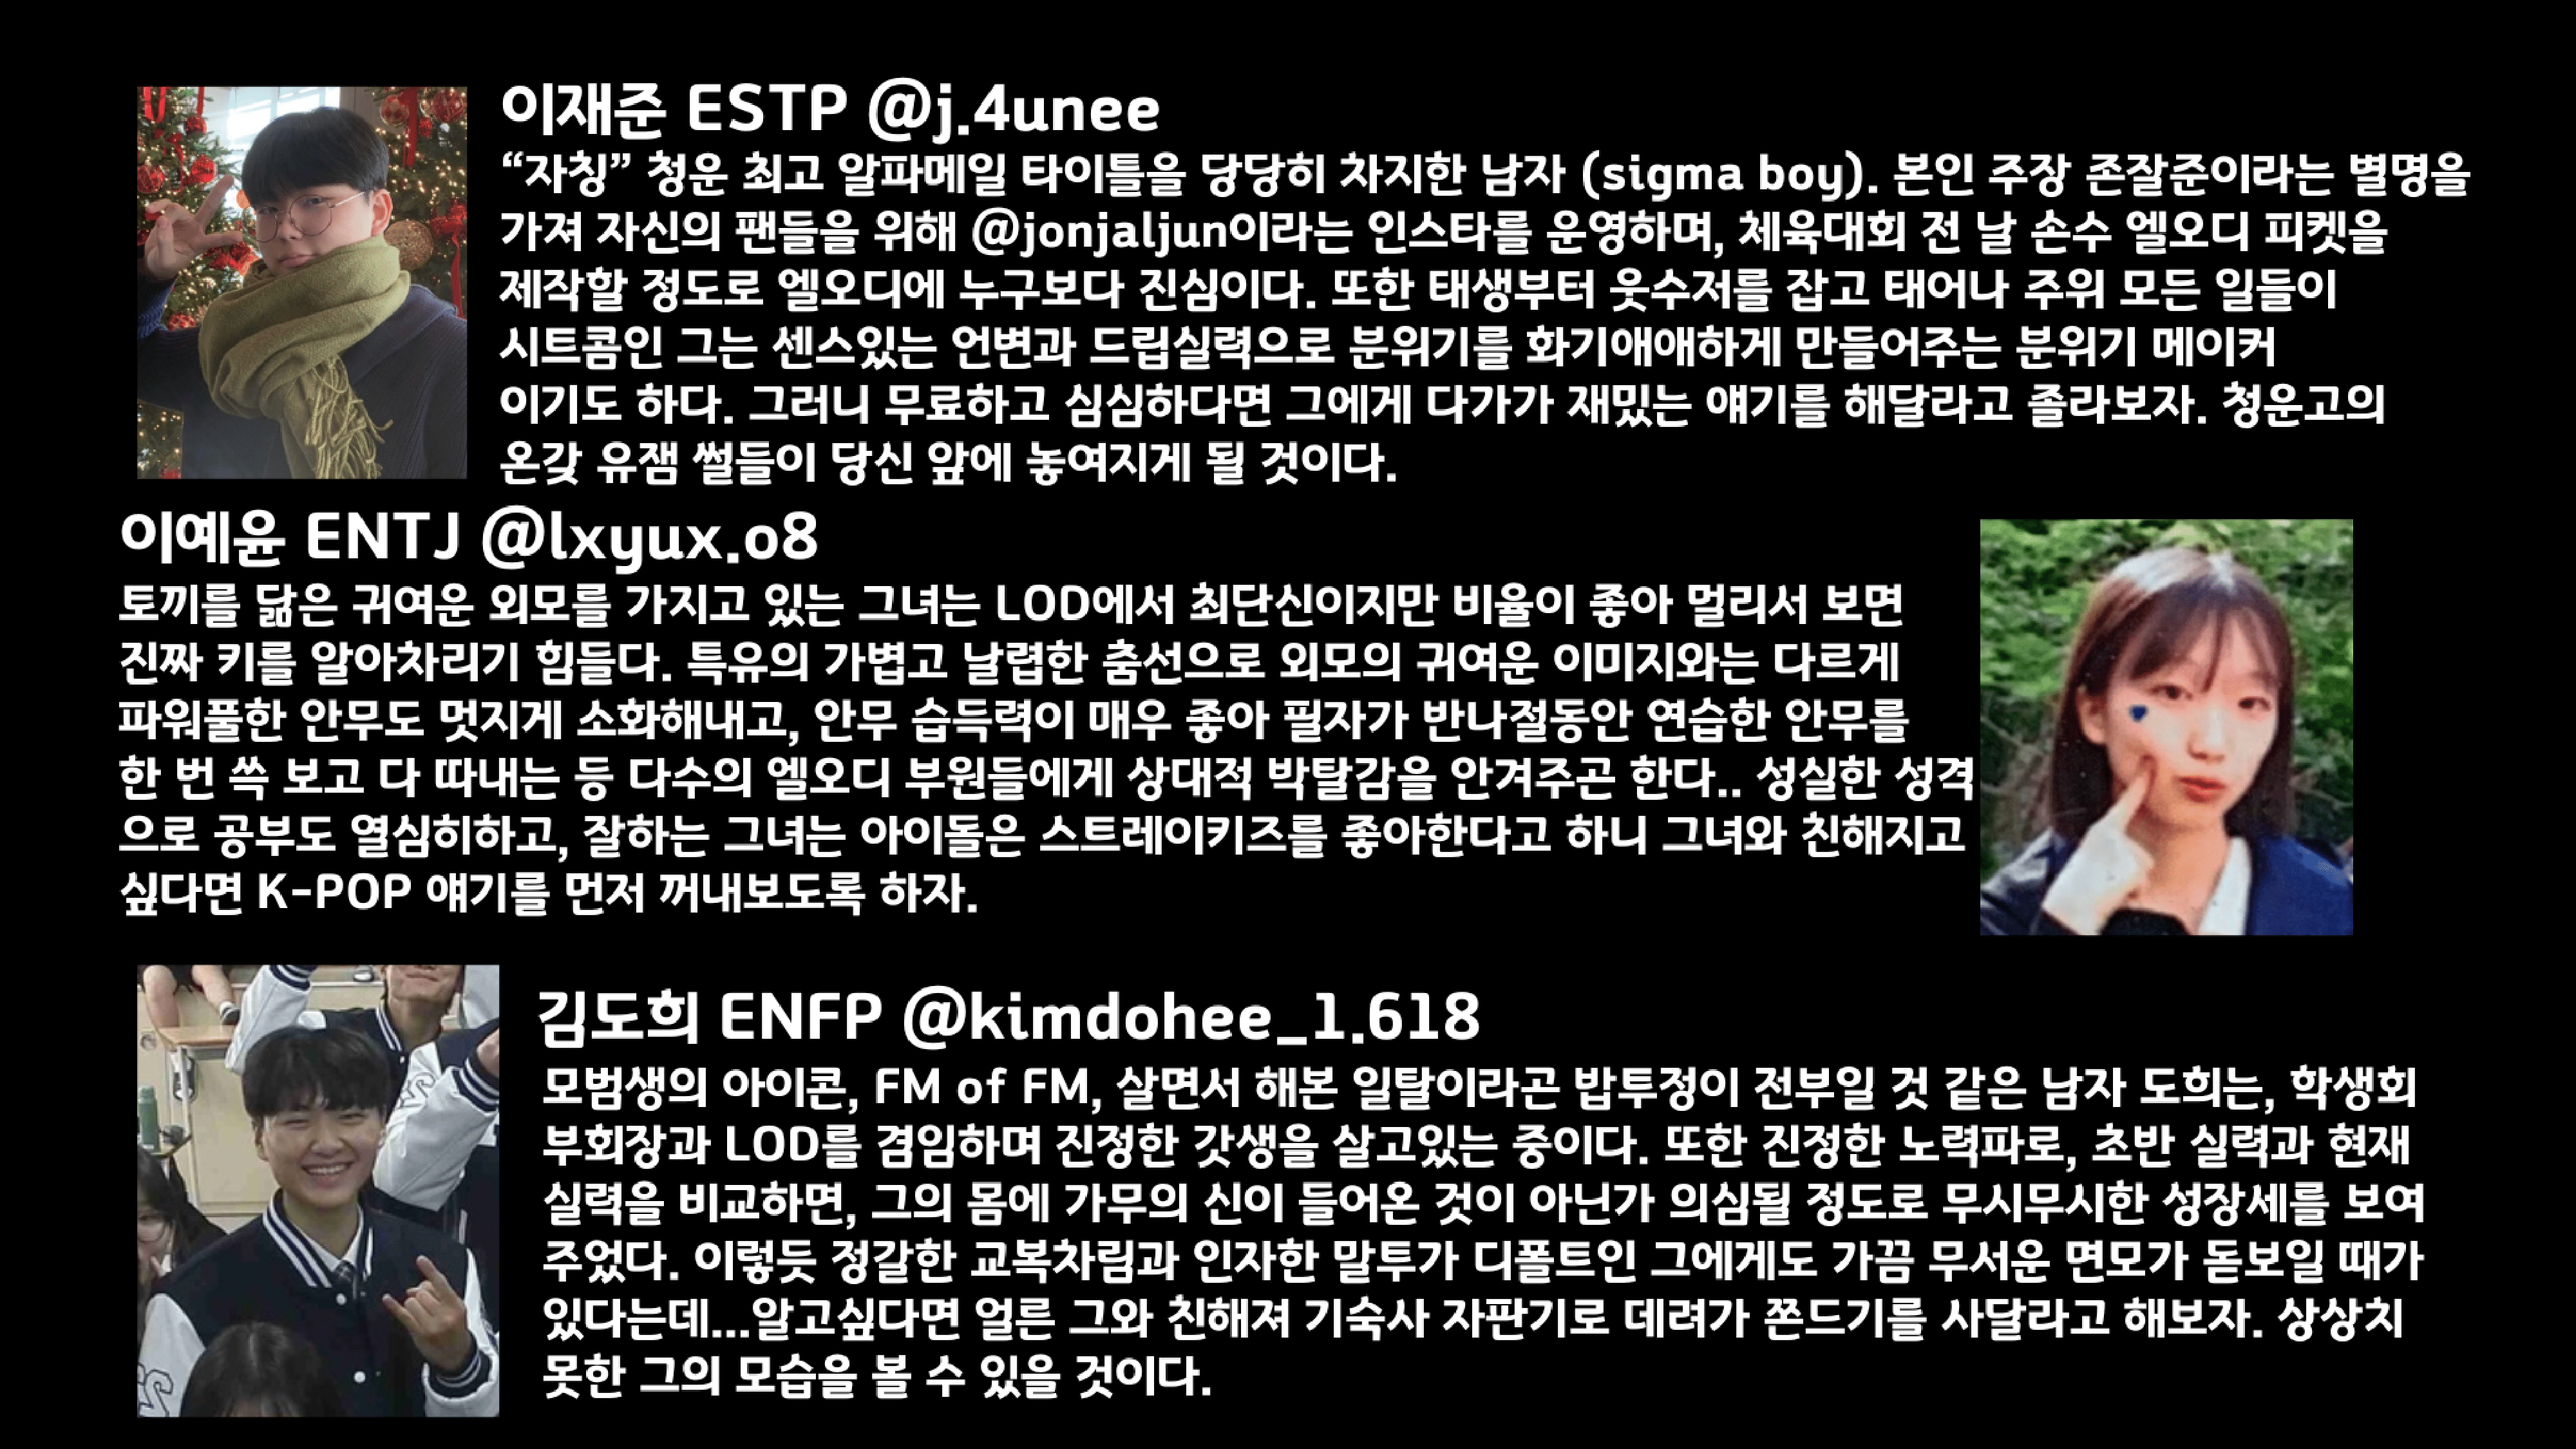 이재준 ESTP @j.4unee
“자칭” 청운 최고 알파메일 타이틀을 당당히 차지한 남자 (sigma boy). 본인 주장 존잘준이라는 별명을
가져 자신의 팬들을 위해 @jonjaljun이라는 인스타를 운영하며, 체육대회 전 날 손수 엘오디 피켓을
제작할 정도로 엘오디에 누구보다 진심이다. 또한 태생부터 웃수저를 잡고 태어나 주위 모든 일들이
시트콤인 그는 센스있는 언변과 드립실력으로 분위기를 화기애애하게 만들어주는 분위기 메이커
이기도 하다. 그러니 무료하고 심심하다면 그에게 다가가 재밌는 얘기를 해달라고 졸라보자. 청운고의
온갖 유잼 썰들이 당신 앞에 놓여지게 될 것이다.
이예윤 ENTJ @lxyux.o8
토끼를 닮은 귀여운 외모를 가지고 있는 그녀는 LOD에서 최단신이지만 비율이 좋아 멀리서 보면
진짜 키를 알아차리기 힘들다. 특유의 가볍고 날렵한 춤선으로 외모의 귀여운 이미지와는 다르게
파워풀한 안무도 멋지게 소화해내고, 안무 습득력이 매우 좋아 필자가 반나절동안 연습한 안무를
한 번 쓱 보고 다 따내는 등 다수의 엘오디 부원들에게 상대적 박탈감을 안겨주곤 한다.. 성실한 성격
으로 공부도 열심히하고, 잘하는 그녀는 아이돌은 스트레이키즈를 좋아한다고 하니 그녀와 친해지고
싶다면 K-POP 얘기를 먼저 꺼내보도록 하자.
김도희 ENFP @kimdohee_1.618
모범생의 아이콘, FM of FM, 살면서 해본 일탈이라곤 밥투정이 전부일 것 같은 남자 도희는, 학생회
부회장과 LOD를 겸임하며 진정한 갓생을 살고있는 중이다. 또한 진정한 노력파로, 초반 실력과 현재
실력을 비교하면, 그의 몸에 가무의 신이 들어온 것이 아닌가 의심될 정도로 무시무시한 성장세를 보여
주었다. 이렇듯 정갈한 교복차림과 인자한 말투가 디폴트인 그에게도 가끔 무서운 면모가 돋보일 때가
있다는데...알고싶다면 얼른 그와 친해져 기숙사 자판기로 데려가 쫀드기를 사달라고 해보자. 상상치
못한 그의 모습을 볼 수 있을 것이다.